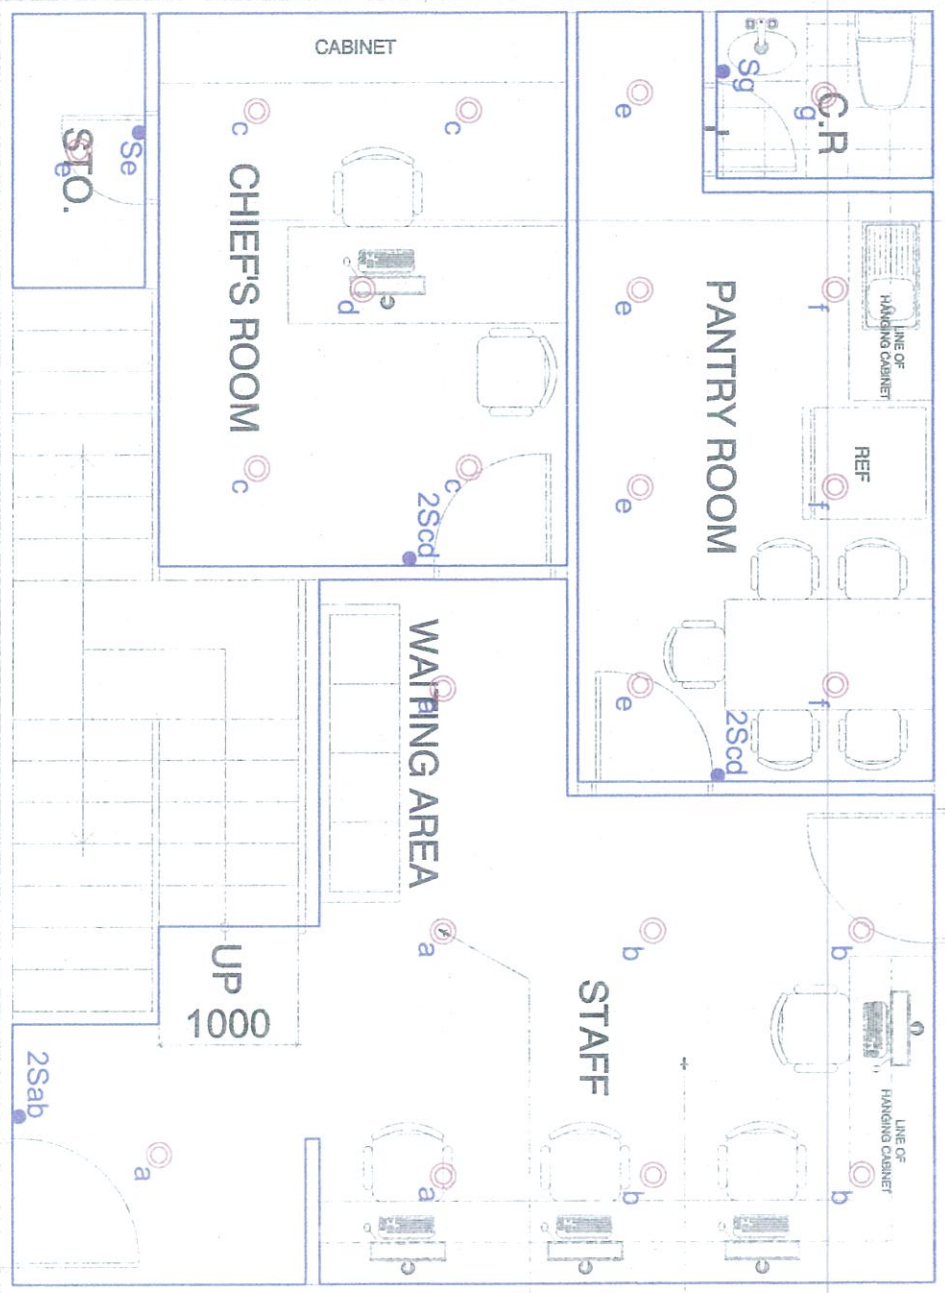 CABINET
C.R
Sg
g
STO.
Se
e
c
c
CHIEF'S ROOM
d
c
c
2Scd
e
e
e
e
PANTRY ROOM
f
f
f
LINE OF
HANGING CABINET
REF
2Scd
WAITING AREA
a
a
b
b
STAFF
UP
1000
2Sab
a
a
b
b
LINE OF
HANGING CABINET